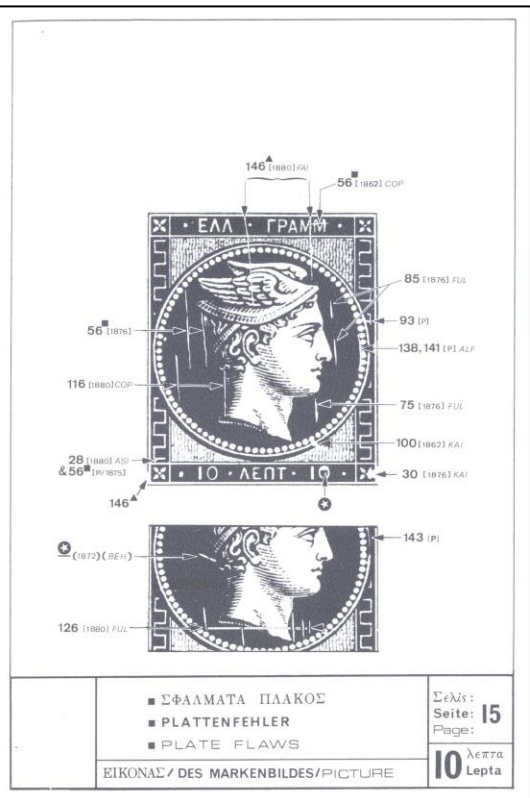 146▲ [1880] FAI
56■ [1862] COP
· ΕΛΛ · ΓΡΑΜΜ ·
85 [1876] FUL
93 [P]
56■ [1876]
138, 141 [P] ALF
116 [1880] COP
75 [1876] FUL
100 [1862] KAI
28 [1880] ASI
& 56■ [P/1875]
· 10 · ΛΕΠΤ · 10 ·
30 [1876] KAI
146▲
143 [P]
(1872) (BEH)
126 [1880] FUL
■ ΣΦΑΛΜΑΤΑ ΠΛΑΚΟΣ
■ PLATTENFEHLER
■ PLATE FLAWS
ΕΙΚΟΝΑΣ / DES MARKENBILDES / PICTURE
Σελίς:
Seite: 15
Page:
10 λεπτα
Lepta